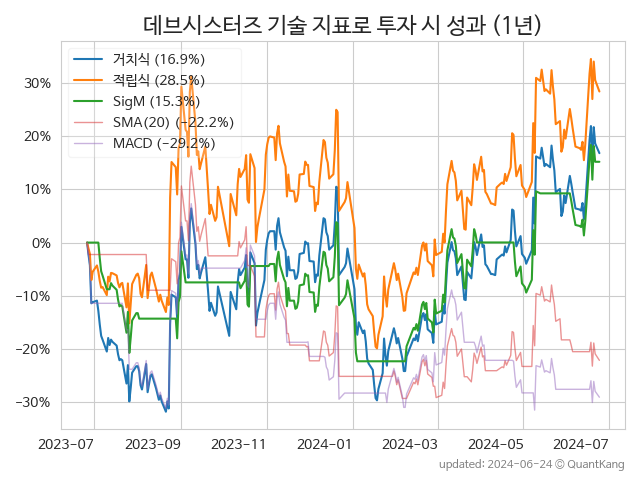 데브시스터즈 기술 지표로 투자 시 성과 (1년)
거치식 (16.9%)
적립식 (28.5%)
SigM (15.3%)
SMA(20) (−22.2%)
MACD (−29.2%)
30%
20%
10%
0%
−10%
−20%
−30%
2023-07 2023-09 2023-11 2024-01 2024-03 2024-05 2024-07
updated: 2024-06-24 © QuantKang